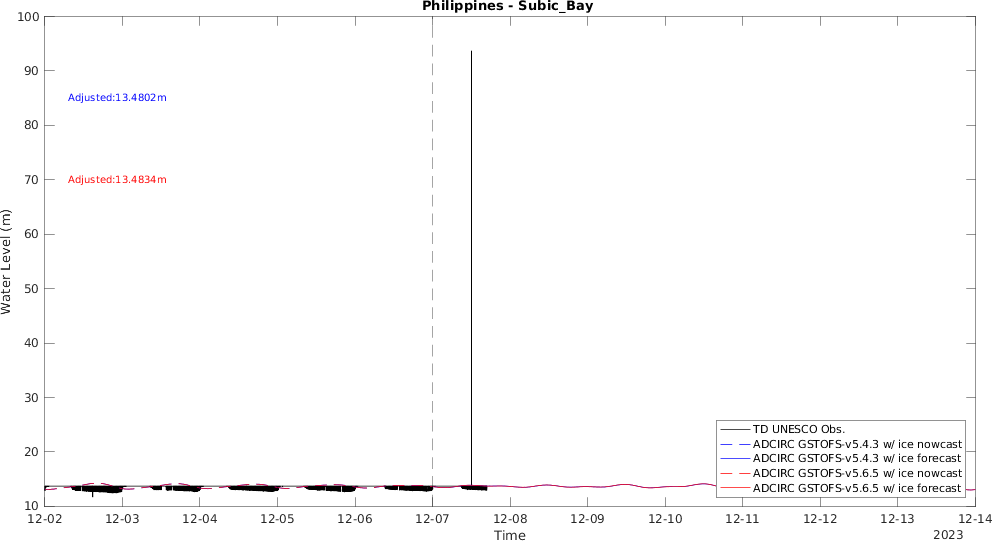 Philippines - Subic_Bay
100
90
80
70
60
50
40
30
20
10
Water Level (m)
Adjusted:13.4802m
Adjusted:13.4834m
TD UNESCO Obs.
ADCIRC GSTOFS-v5.4.3 w/ ice nowcast
ADCIRC GSTOFS-v5.4.3 w/ ice forecast
ADCIRC GSTOFS-v5.6.5 w/ ice nowcast
ADCIRC GSTOFS-v5.6.5 w/ ice forecast
12-02 12-03 12-04 12-05 12-06 12-07 12-08 12-09 12-10 12-11 12-12 12-13 12-14
Time
2023